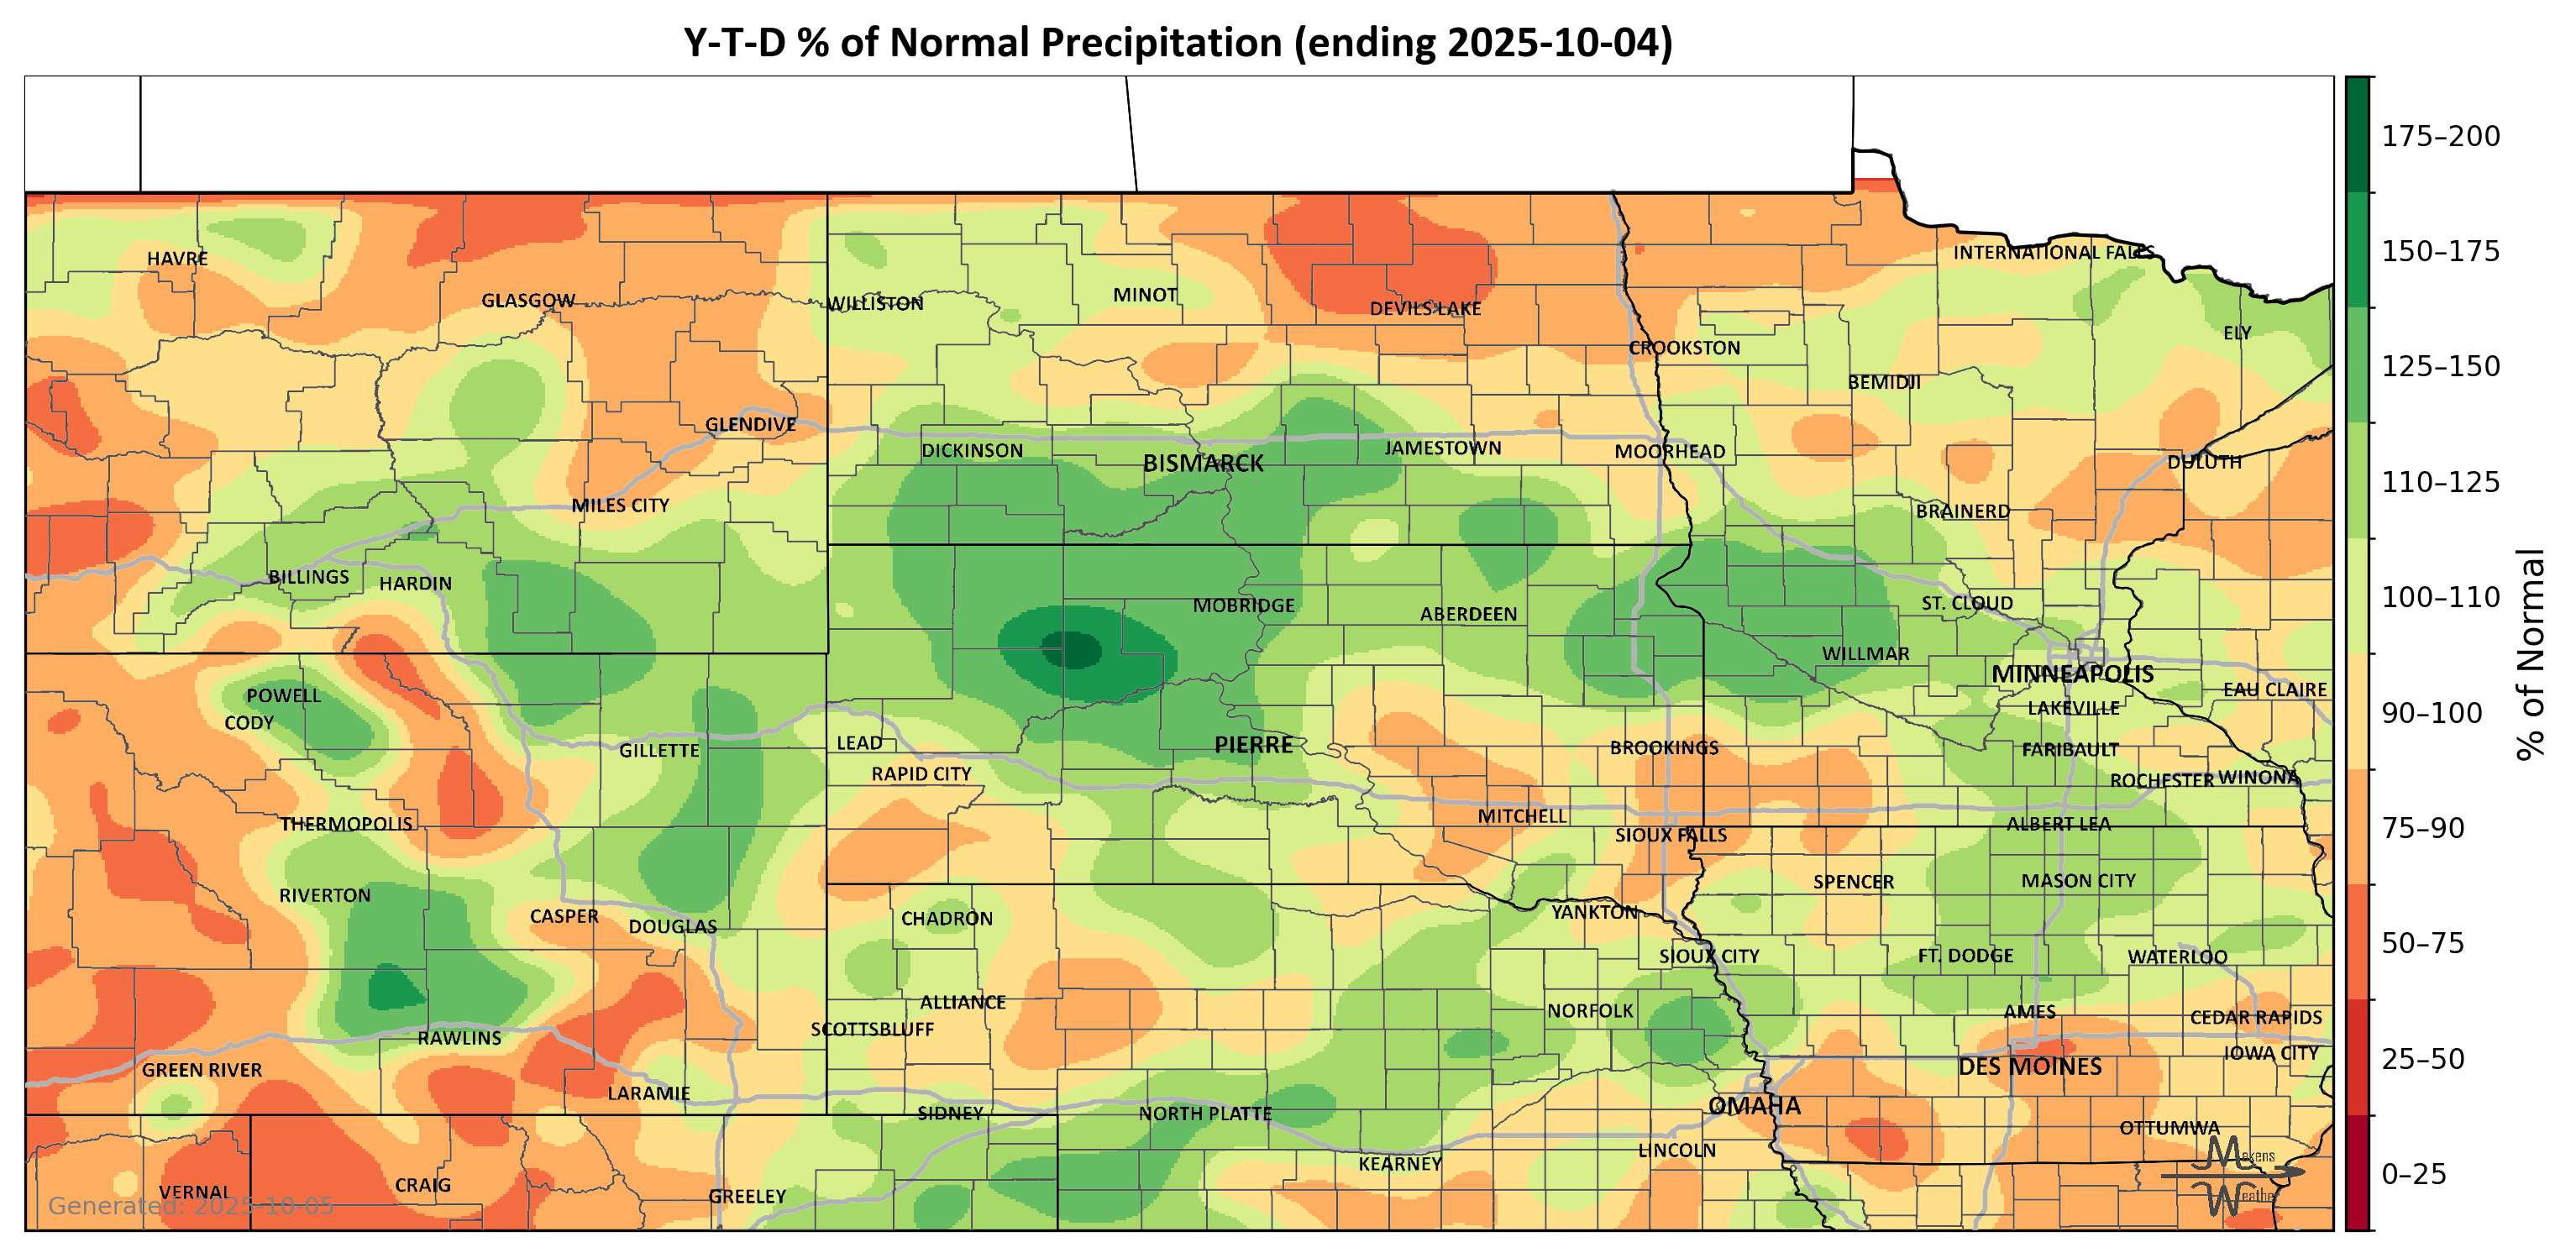 Y-T-D % of Normal Precipitation (ending 2025-10-04)
175–200
150–175
125–150
110–125
100–110
90–100
75–90
50–75
25–50
0–25
% of Normal
HAVRE
INTERNATIONAL FALLS
GLASGOW
WILLISTON
MINOT
DEVILS LAKE
ELY
CROOKSTON
BEMIDJI
GLENDIVE
DICKINSON
BISMARCK
JAMESTOWN
MOORHEAD
DULUTH
MILES CITY
BRAINERD
BILLINGS
HARDIN
MOBRIDGE
ABERDEEN
ST. CLOUD
WILLMAR
MINNEAPOLIS
POWELL
EAU CLAIRE
CODY
LAKEVILLE
GILLETTE
LEAD
PIERRE
BROOKINGS
FARIBAULT
RAPID CITY
ROCHESTER
WINONA
THERMOPOLIS
MITCHELL
SIOUX FALLS
ALBERT LEA
RIVERTON
SPENCER
MASON CITY
CASPER
DOUGLAS
CHADRON
YANKTON
SIOUX CITY
FT. DODGE
WATERLOO
ALLIANCE
NORFOLK
AMES
CEDAR RAPIDS
SCOTTSBLUFF
RAWLINS
IOWA CITY
GREEN RIVER
DES MOINES
LARAMIE
SIDNEY
NORTH PLATTE
OMAHA
OTTUMWA
LINCOLN
KEARNEY
VERNAL
CRAIG
GREELEY
Generated: 2025-10-05
Makens
Weather